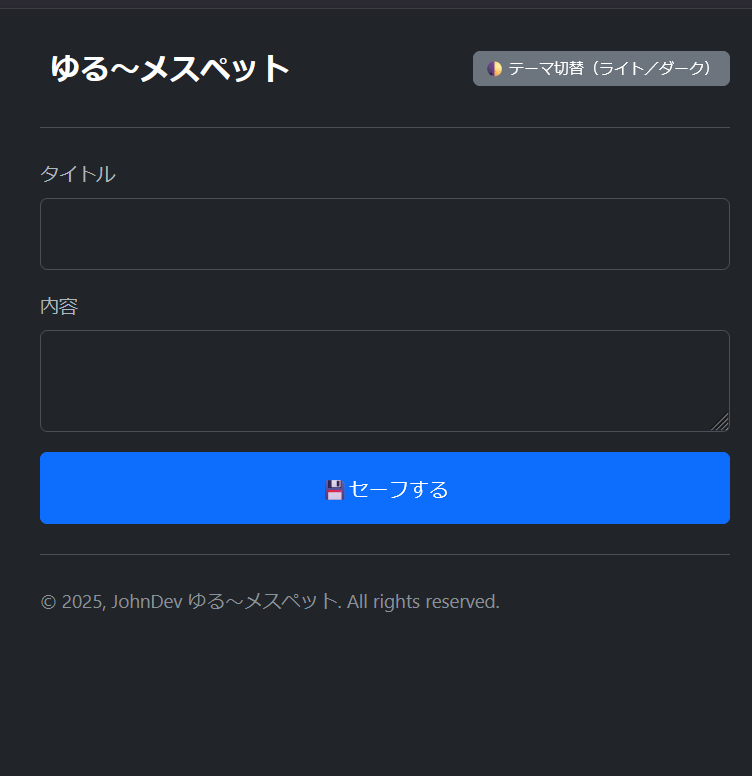 ゆる～メスペット
🌗 テーマ切替（ライト／ダーク）
タイトル
内容
💾 セーフする
© 2025, JohnDev ゆる～メスペット. All rights reserved.